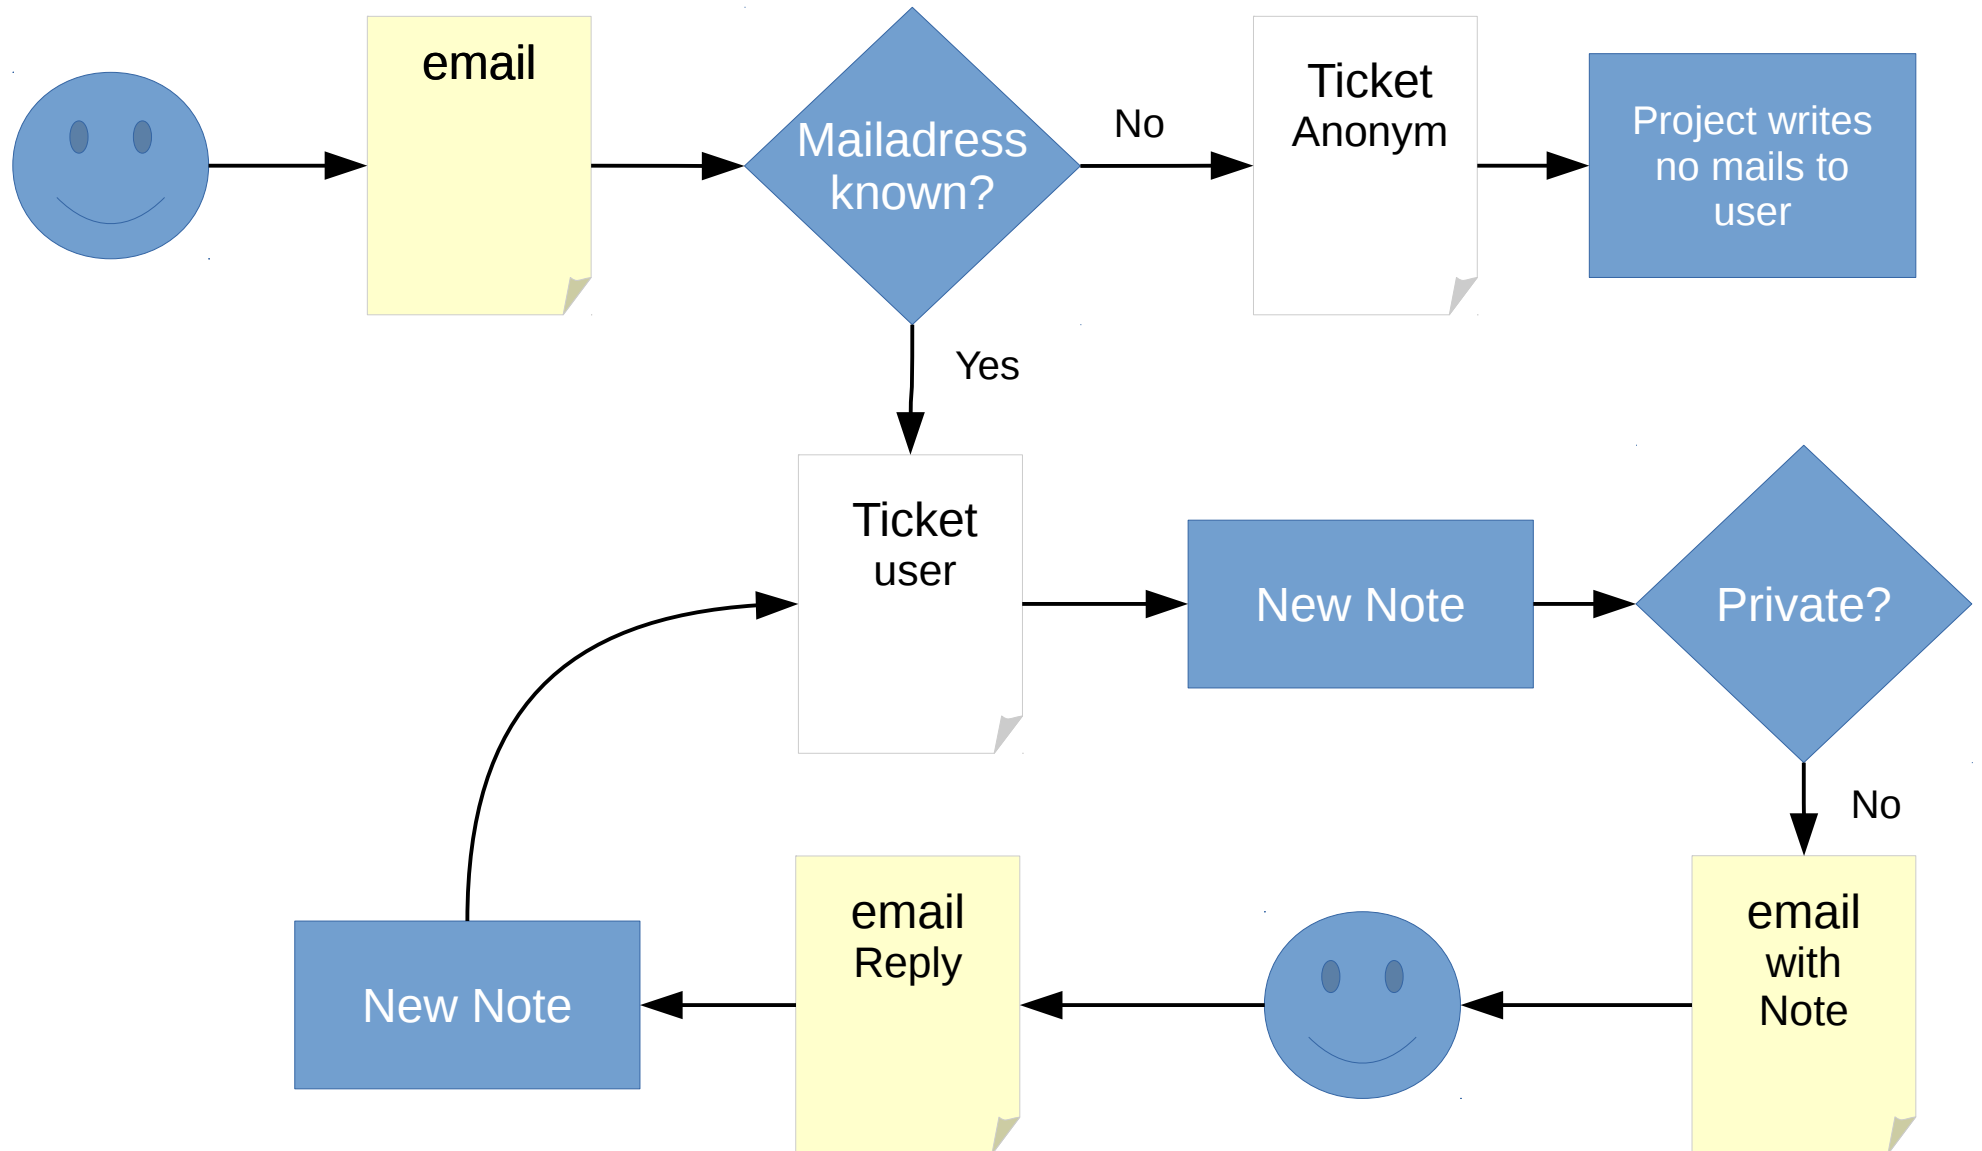 email
Mailadress
known?
No
Ticket
Anonym
Project writes
no mails to
user
Yes
Ticket
user
New Note
Private?
No
email
with
Note
email
Reply
New Note